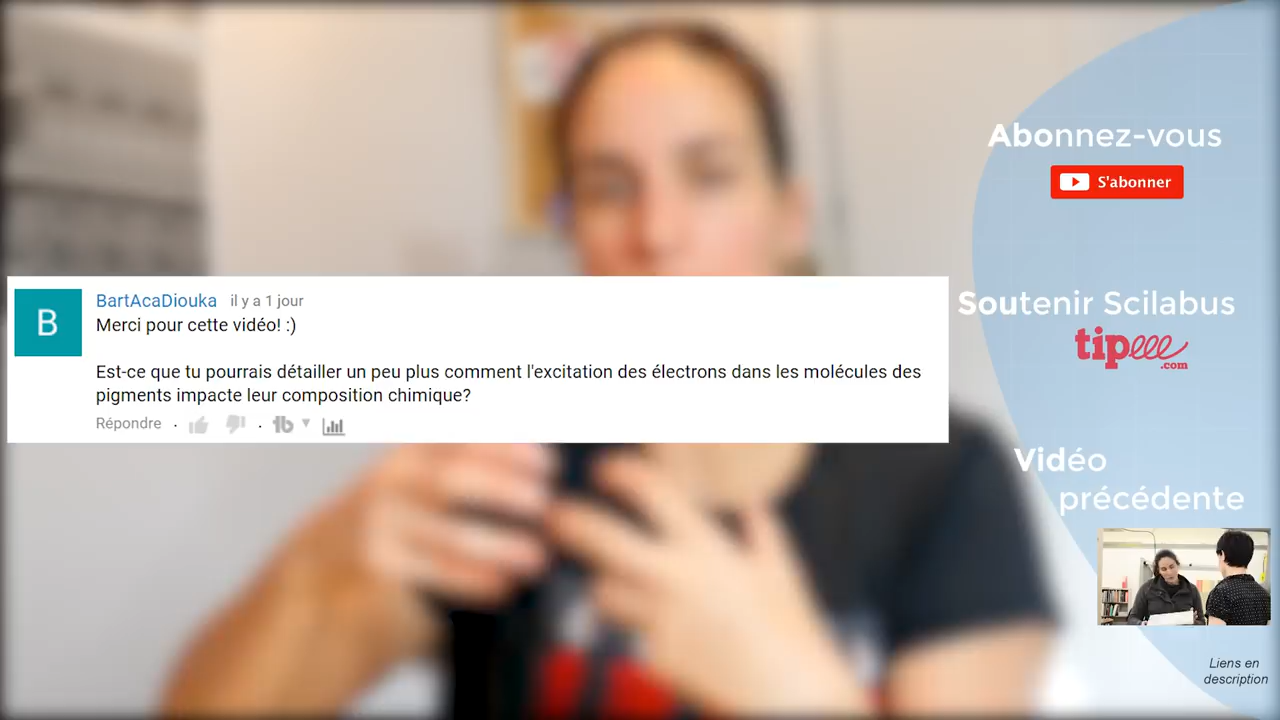 B
BartAcaDiouka il y a 1 jour
Merci pour cette vidéo! :)
Est-ce que tu pourrais détailler un peu plus comment l'excitation des électrons dans les molécules des
pigments impacte leur composition chimique?
Répondre
Abonnez-vous
S'abonner
Soutenir Scilabus
tipeee
.com
Vidéo
précédente
Liens en
description